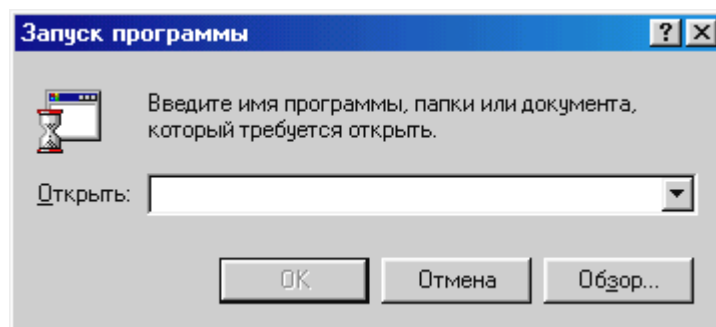 Запуск программы
Введите имя программы, папки или документа,
который требуется открыть.
Открыть:
OK
Отмена
Обзор...